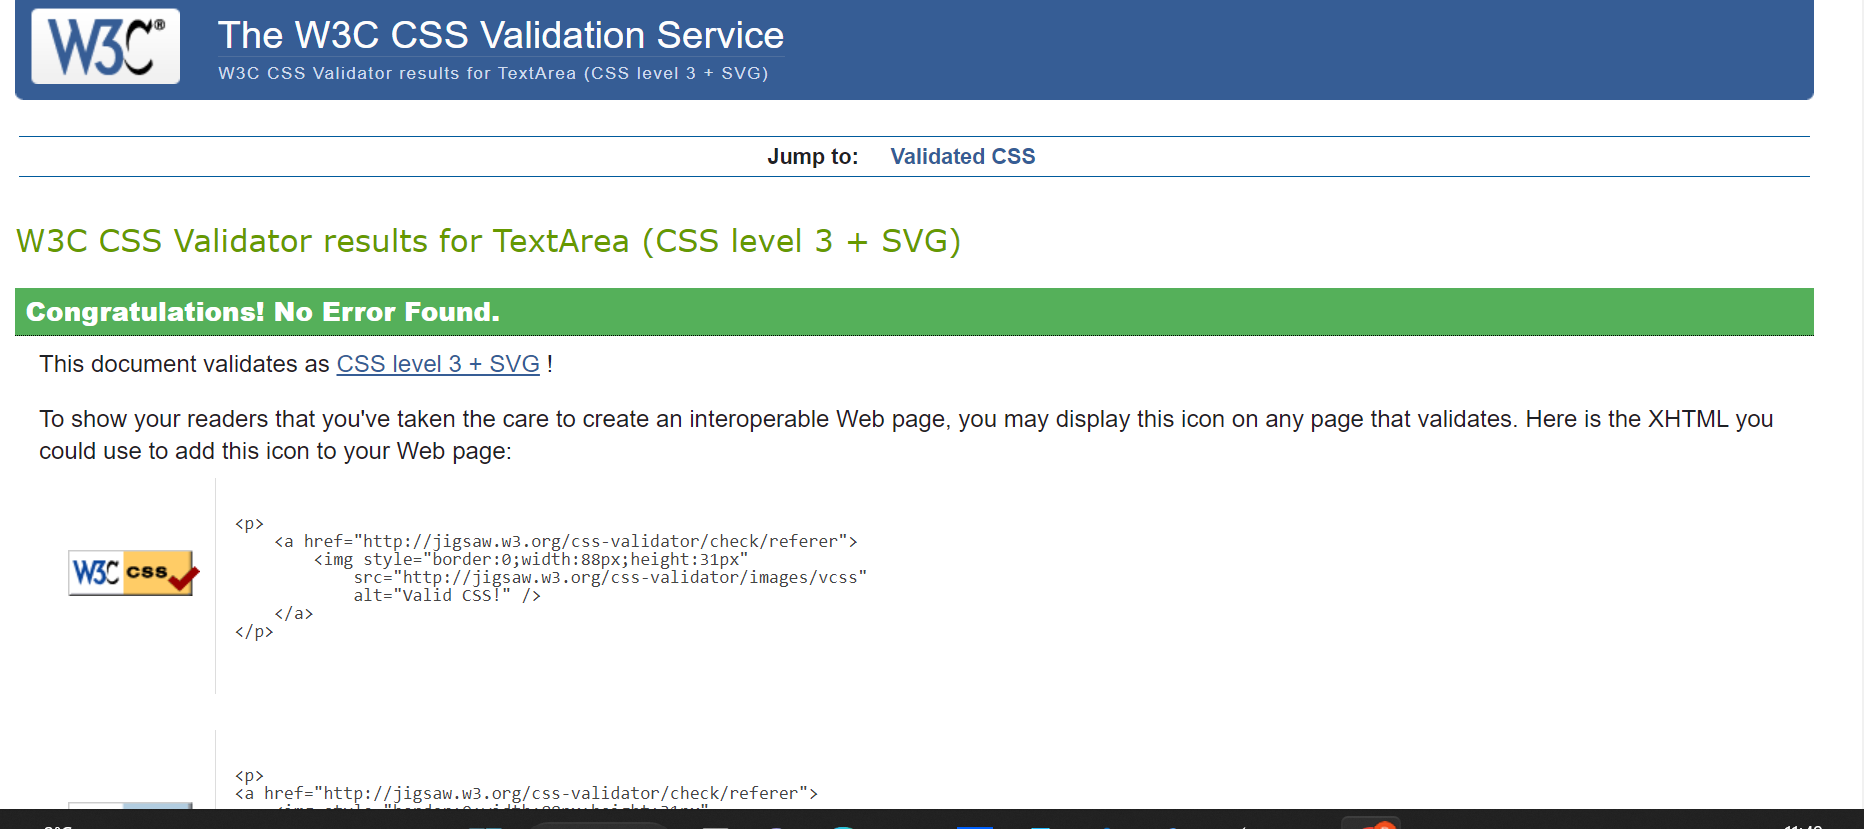 W3C®
The W3C CSS Validation Service
W3C CSS Validator results for TextArea (CSS level 3 + SVG)
Jump to: Validated CSS
W3C CSS Validator results for TextArea (CSS level 3 + SVG)
Congratulations! No Error Found.
This document validates as CSS level 3 + SVG !
To show your readers that you've taken the care to create an interoperable Web page, you may display this icon on any page that validates. Here is the XHTML you
could use to add this icon to your Web page:
W3C css
<p>
<a href="http://jigsaw.w3.org/css-validator/check/referer">
<img style="border:0;width:88px;height:31px"
src="http://jigsaw.w3.org/css-validator/images/vcss"
alt="Valid CSS!" />
</a>
</p>
<p>
<a href="http://jigsaw.w3.org/css-validator/check/referer">